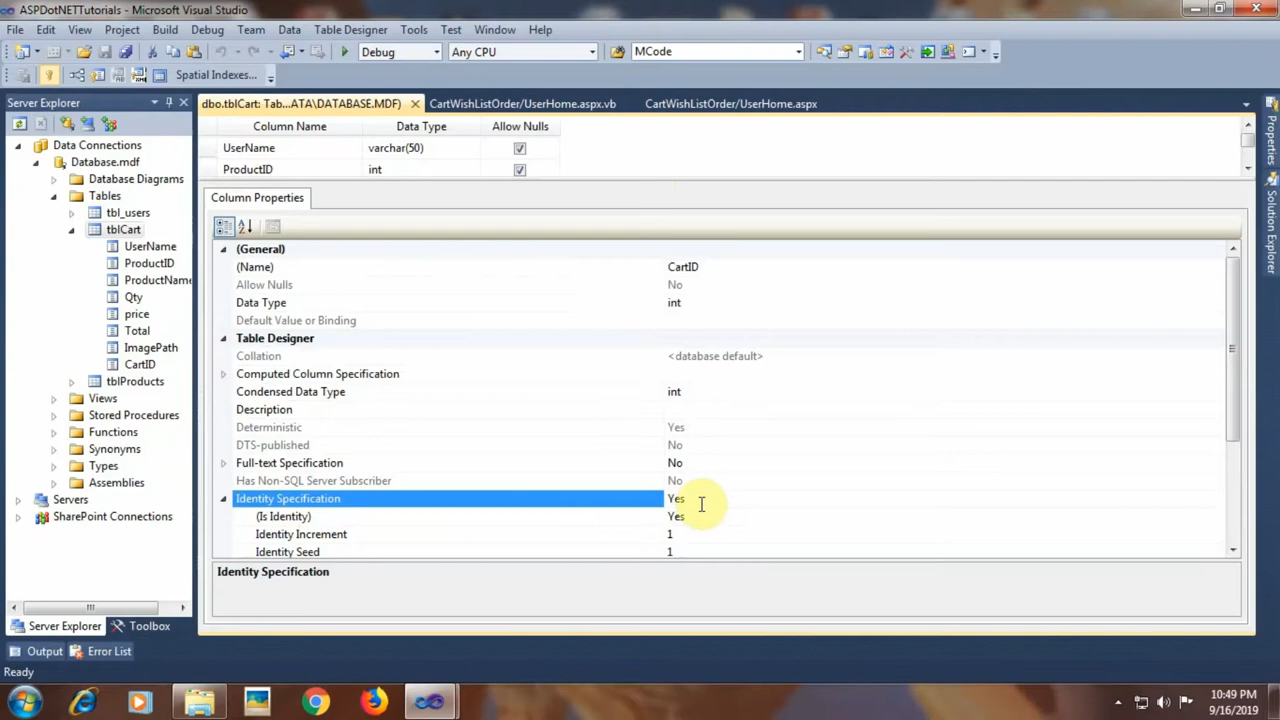 ASPDotNETTutorials - Microsoft Visual Studio
File Edit View Project Build Debug Team Data Table Designer Tools Test Window Help
Debug Any CPU MCode
Spatial Indexes...
Server Explorer
Data Connections
Database.mdf
Database Diagrams
Tables
tbl_users
tblCart
UserName
ProductID
ProductName
Qty
price
Total
ImagePath
CartID
tblProducts
Views
Stored Procedures
Functions
Synonyms
Types
Assemblies
Servers
SharePoint Connections
Server Explorer Toolbox
dbo.tblCart: Tab...ATA\DATABASE.MDF) CartWishListOrder/UserHome.aspx.vb CartWishListOrder/UserHome.aspx
Column Name Data Type Allow Nulls
UserName varchar(50)
ProductID int
Column Properties
(General)
(Name) CartID
Allow Nulls No
Data Type int
Default Value or Binding
Table Designer
Collation <database default>
Computed Column Specification
Condensed Data Type int
Description
Deterministic Yes
DTS-published No
Full-text Specification No
Has Non-SQL Server Subscriber No
Identity Specification Yes
(Is Identity) Yes
Identity Increment 1
Identity Seed 1
Identity Specification
Properties
Solution Explorer
Output Error List
Ready
10:49 PM
9/16/2019